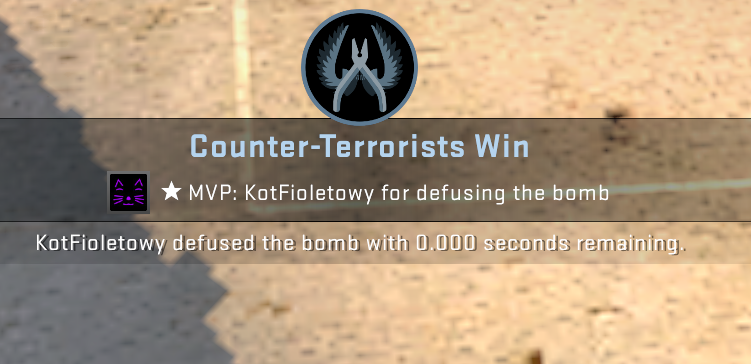 Counter-Terrorists Win
★ MVP: KotFioletowy for defusing the bomb
KotFioletowy defused the bomb with 0.000 seconds remaining.